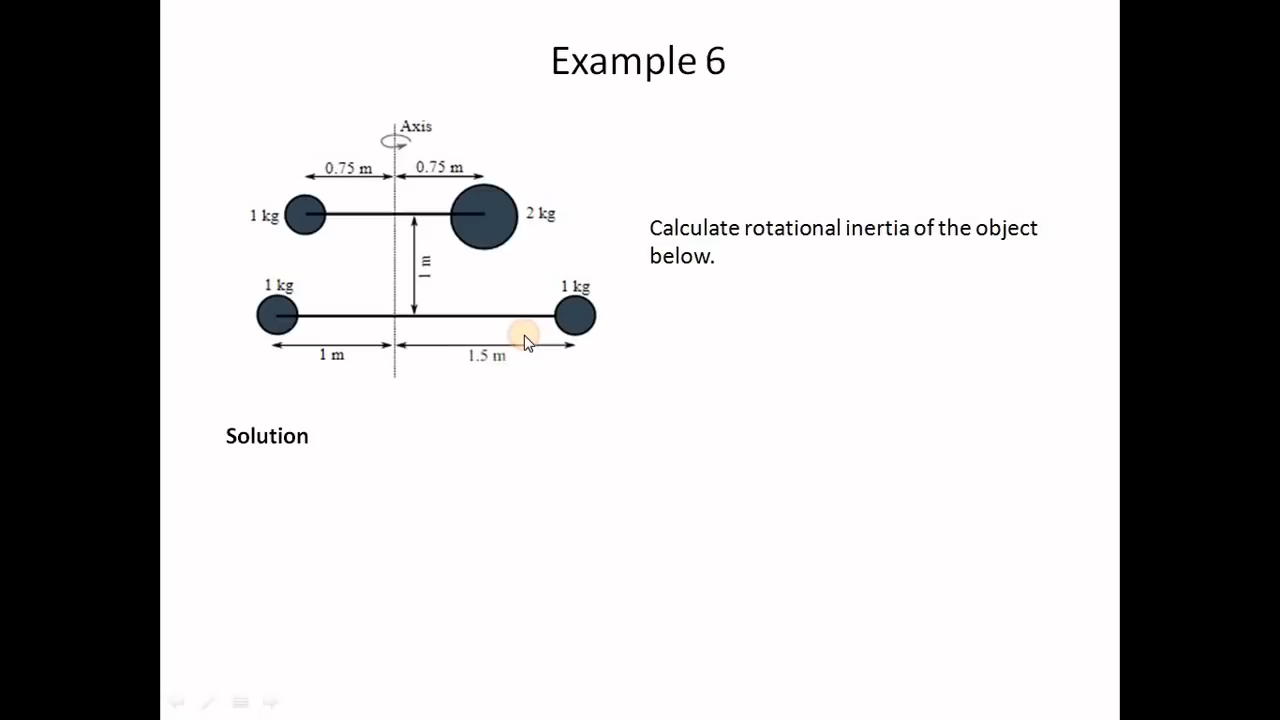 Example 6
Axis
0.75 m 0.75 m
1 kg 2 kg
1 m
1 kg 1 kg
1 m 1.5 m
Calculate rotational inertia of the object
below.
Solution